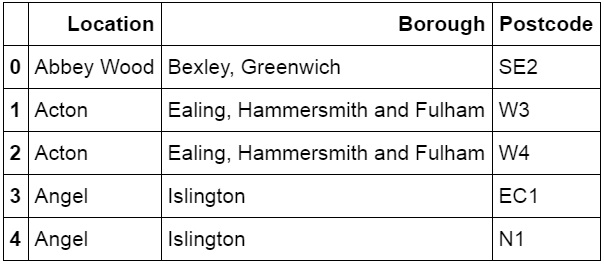 Location Borough Postcode
0 Abbey Wood Bexley, Greenwich SE2
1 Acton Ealing, Hammersmith and Fulham W3
2 Acton Ealing, Hammersmith and Fulham W4
3 Angel Islington EC1
4 Angel Islington N1